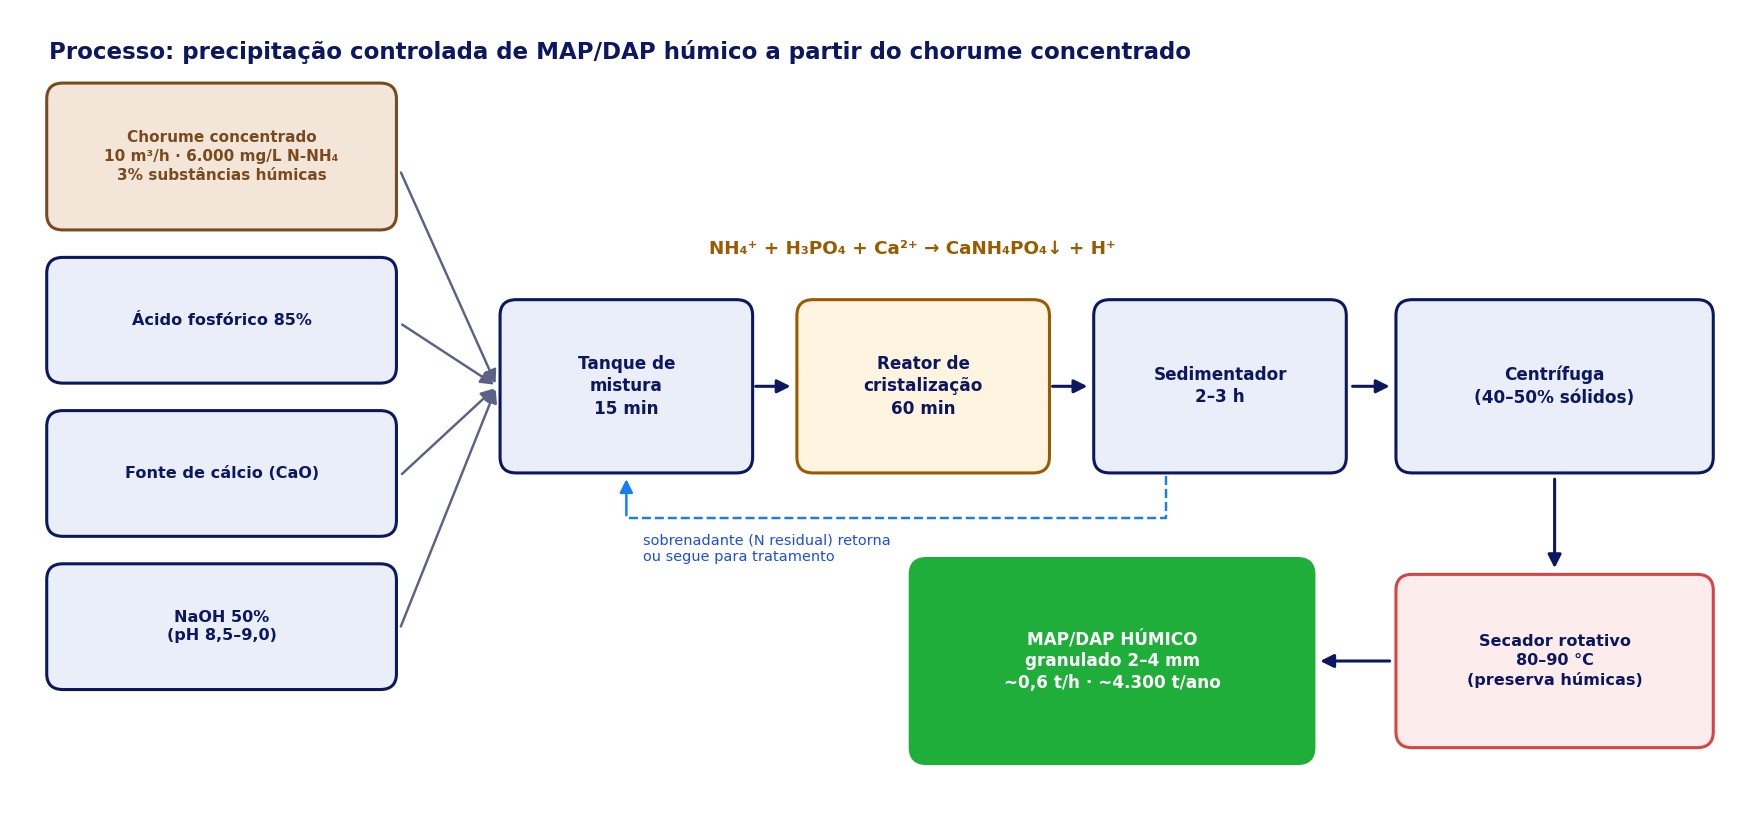 Processo: precipitação controlada de MAP/DAP húmico a partir do chorume concentrado
Chorume concentrado
10 m³/h · 6.000 mg/L N-NH₄
3% substâncias húmicas
Ácido fosfórico 85%
Fonte de cálcio (CaO)
NaOH 50%
(pH 8,5–9,0)
NH₄⁺ + H₃PO₄ + Ca²⁺ → CaNH₄PO₄↓ + H⁺
Tanque de
mistura
15 min
Reator de
cristalização
60 min
Sedimentador
2–3 h
Centrífuga
(40–50% sólidos)
sobrenadante (N residual) retorna
ou segue para tratamento
MAP/DAP HÚMICO
granulado 2–4 mm
~0,6 t/h · ~4.300 t/ano
Secador rotativo
80–90 °C
(preserva húmicas)